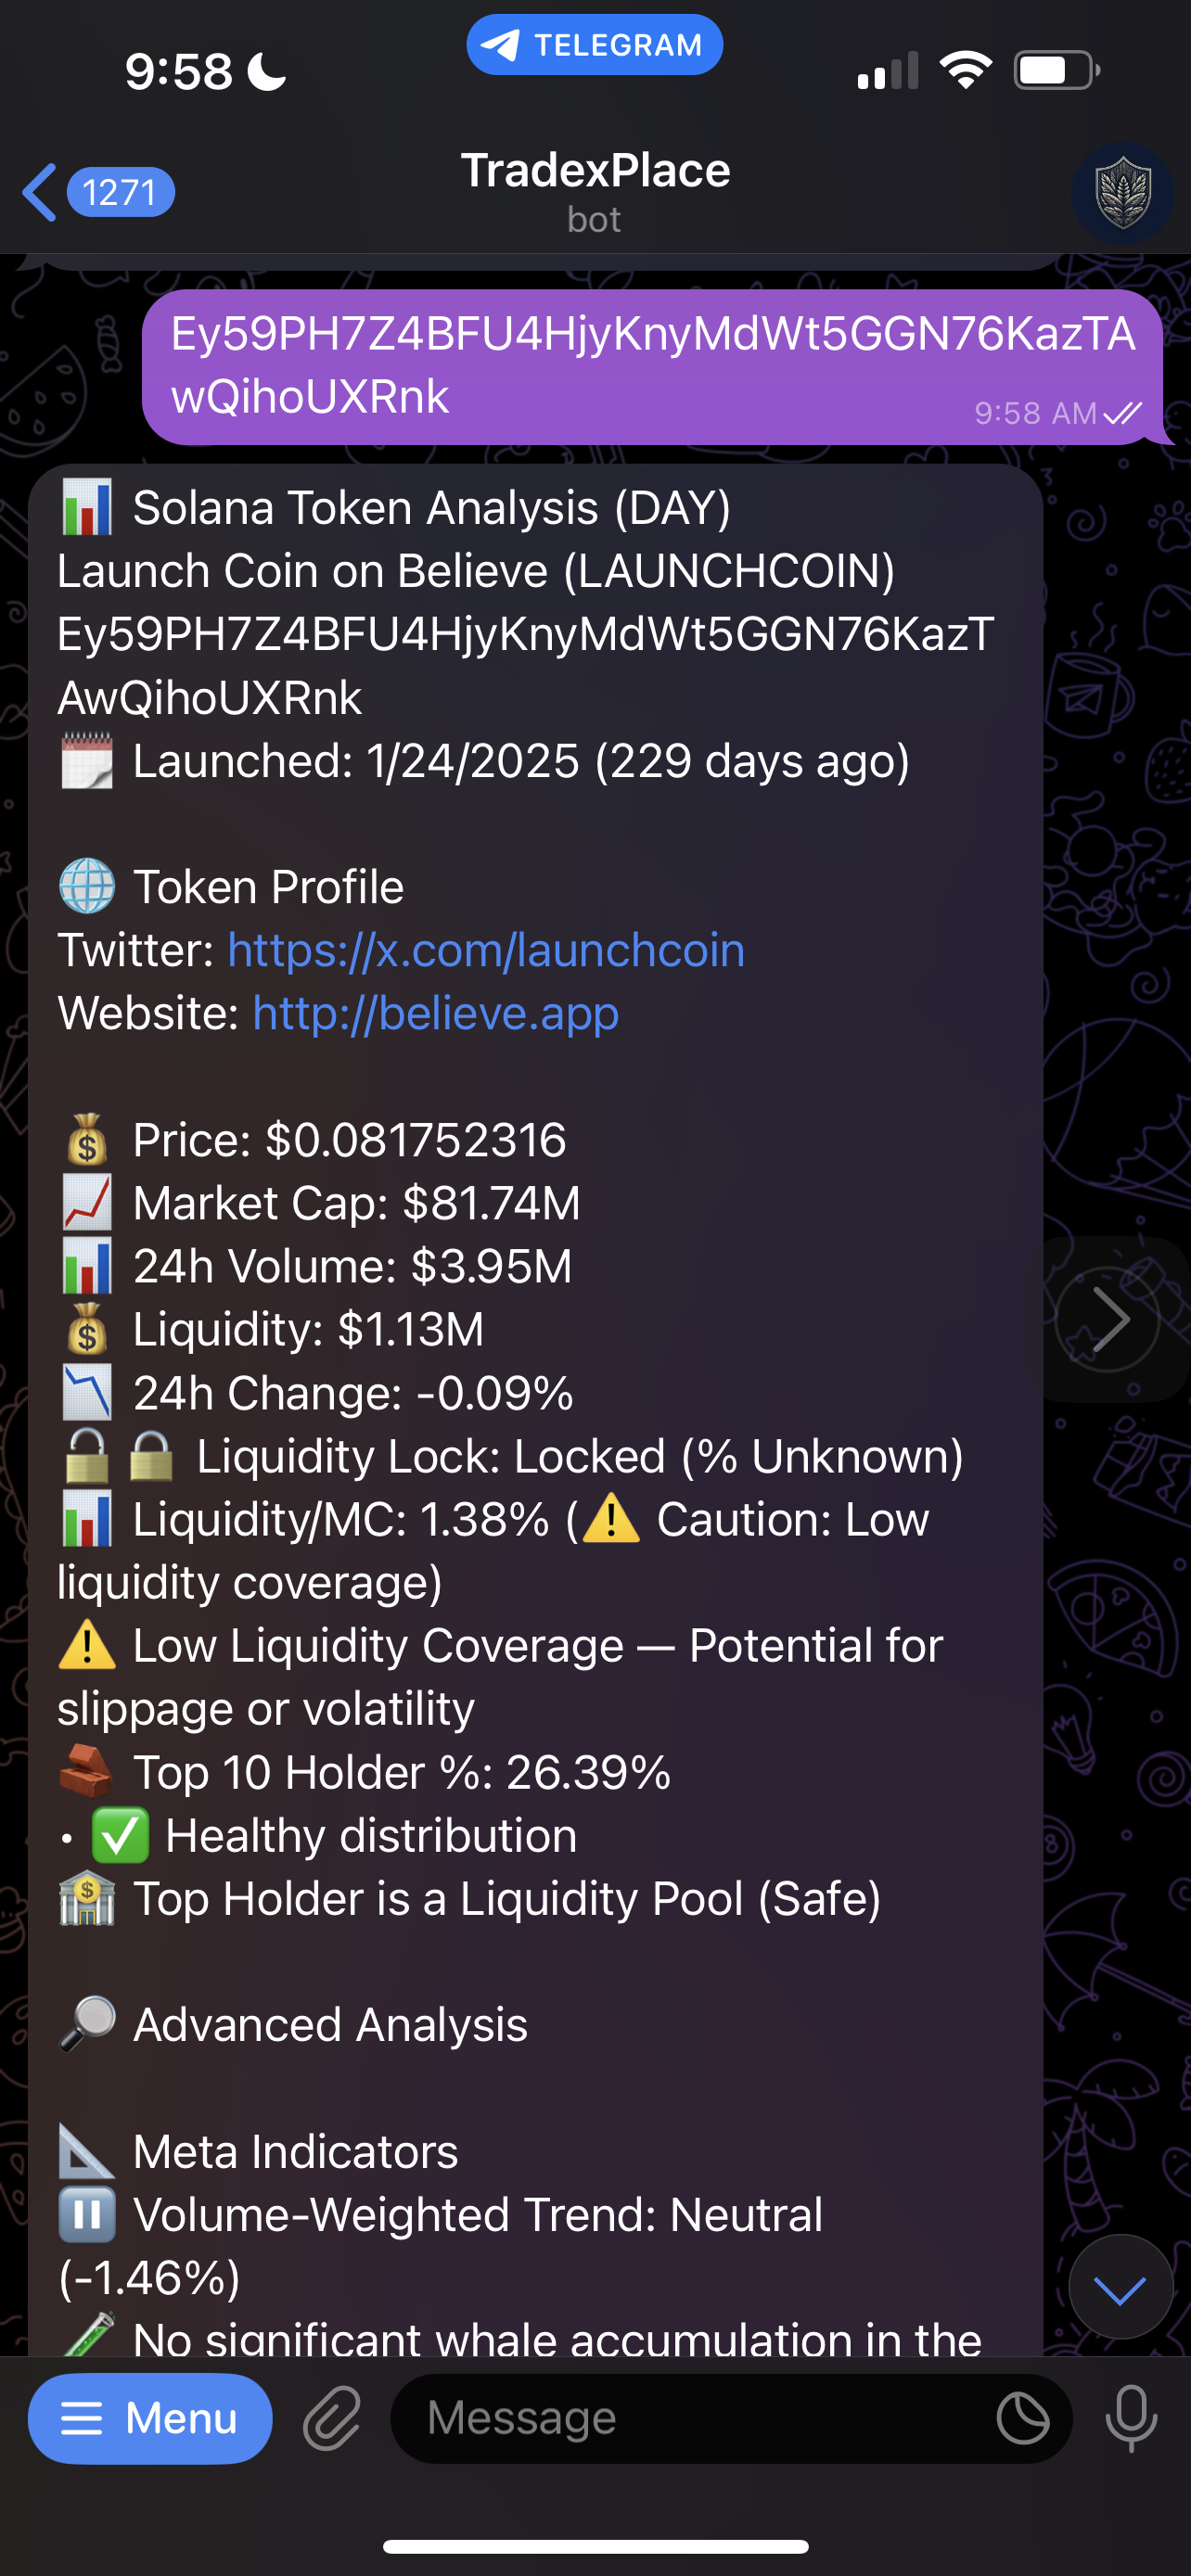 9:58
TELEGRAM
1271
TradexPlace
bot
Ey59PH7Z4BFU4HjyKnyMdWt5GGN76KazTA
wQihoUXRnk
9:58 AM
📊 Solana Token Analysis (DAY)
Launch Coin on Believe (LAUNCHCOIN)
Ey59PH7Z4BFU4HjyKnyMdWt5GGN76KazT
AwQihoUXRnk
🗓 Launched: 1/24/2025 (229 days ago)
🌐 Token Profile
Twitter: https://x.com/launchcoin
Website: http://believe.app
💰 Price: $0.081752316
📈 Market Cap: $81.74M
📊 24h Volume: $3.95M
💰 Liquidity: $1.13M
📉 24h Change: -0.09%
🔓🔒 Liquidity Lock: Locked (% Unknown)
📊 Liquidity/MC: 1.38% (⚠️ Caution: Low
liquidity coverage)
⚠️ Low Liquidity Coverage — Potential for
slippage or volatility
🧱 Top 10 Holder %: 26.39%
• ✅ Healthy distribution
🏦 Top Holder is a Liquidity Pool (Safe)
🔎 Advanced Analysis
📐 Meta Indicators
⏸ Volume-Weighted Trend: Neutral
(-1.46%)
🧪 No significant whale accumulation in the
Menu
Message